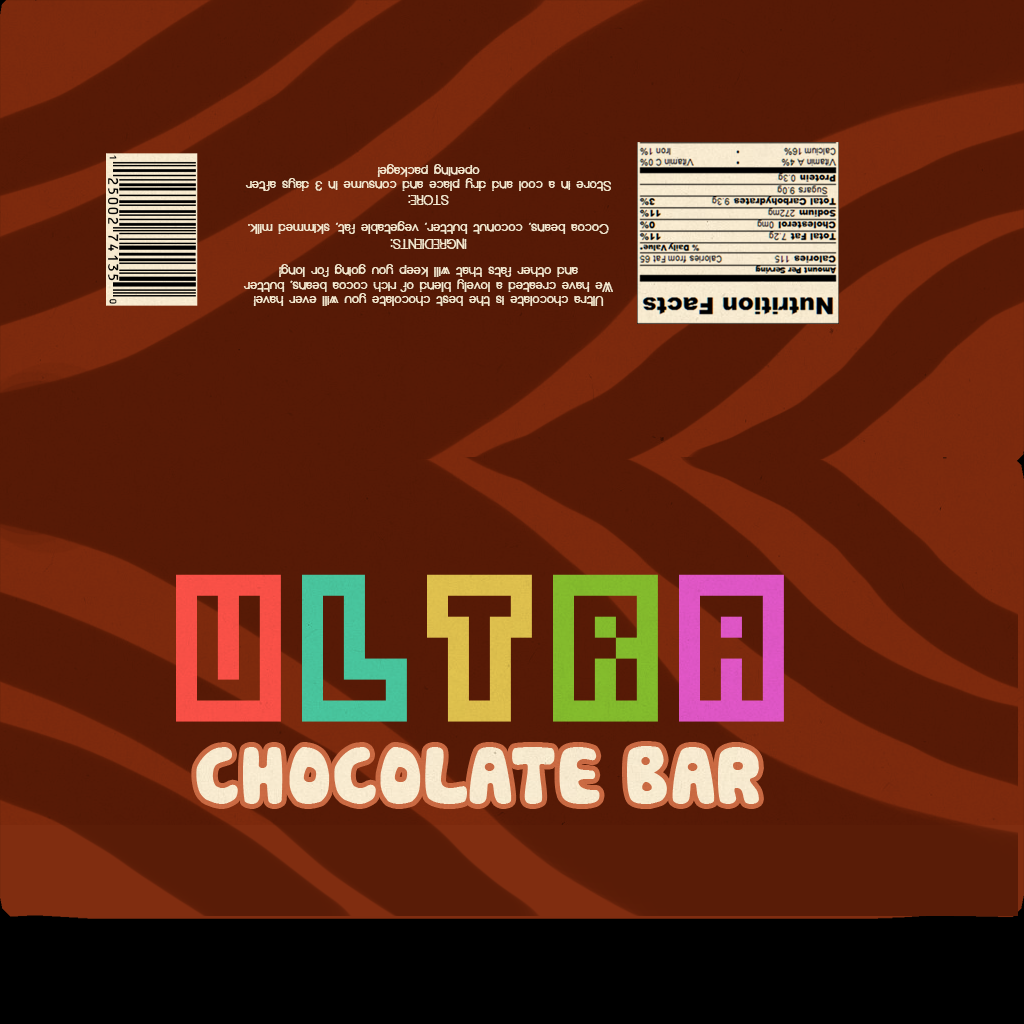 ULTRA
CHOCOLATE BAR
Ultra chocolate is the best chocolate you will ever have!
We have created a lovely blend of rich cocoa beans, butter
and other fats that will keep you going for long!
INGREDIENTS:
Cocoa beans, coconut butter, vegetable fat, skimmed milk.
STORE:
Store in a cool and dry place and consume in 3 days after
opening package!
Nutrition Facts
Amount Per Serving
Calories 115 Calories from Fat 65
% Daily Value*
Total Fat 7.2g 11%
Cholesterol 0mg 0%
Sodium 272mg 11%
Total Carbohydrates 9.3g 3%
Sugars 9.0g
Protein 0.3g
Vitamin A 4% • Vitamin C 0%
Calcium 16% • Iron 1%
1 25002 74135 0